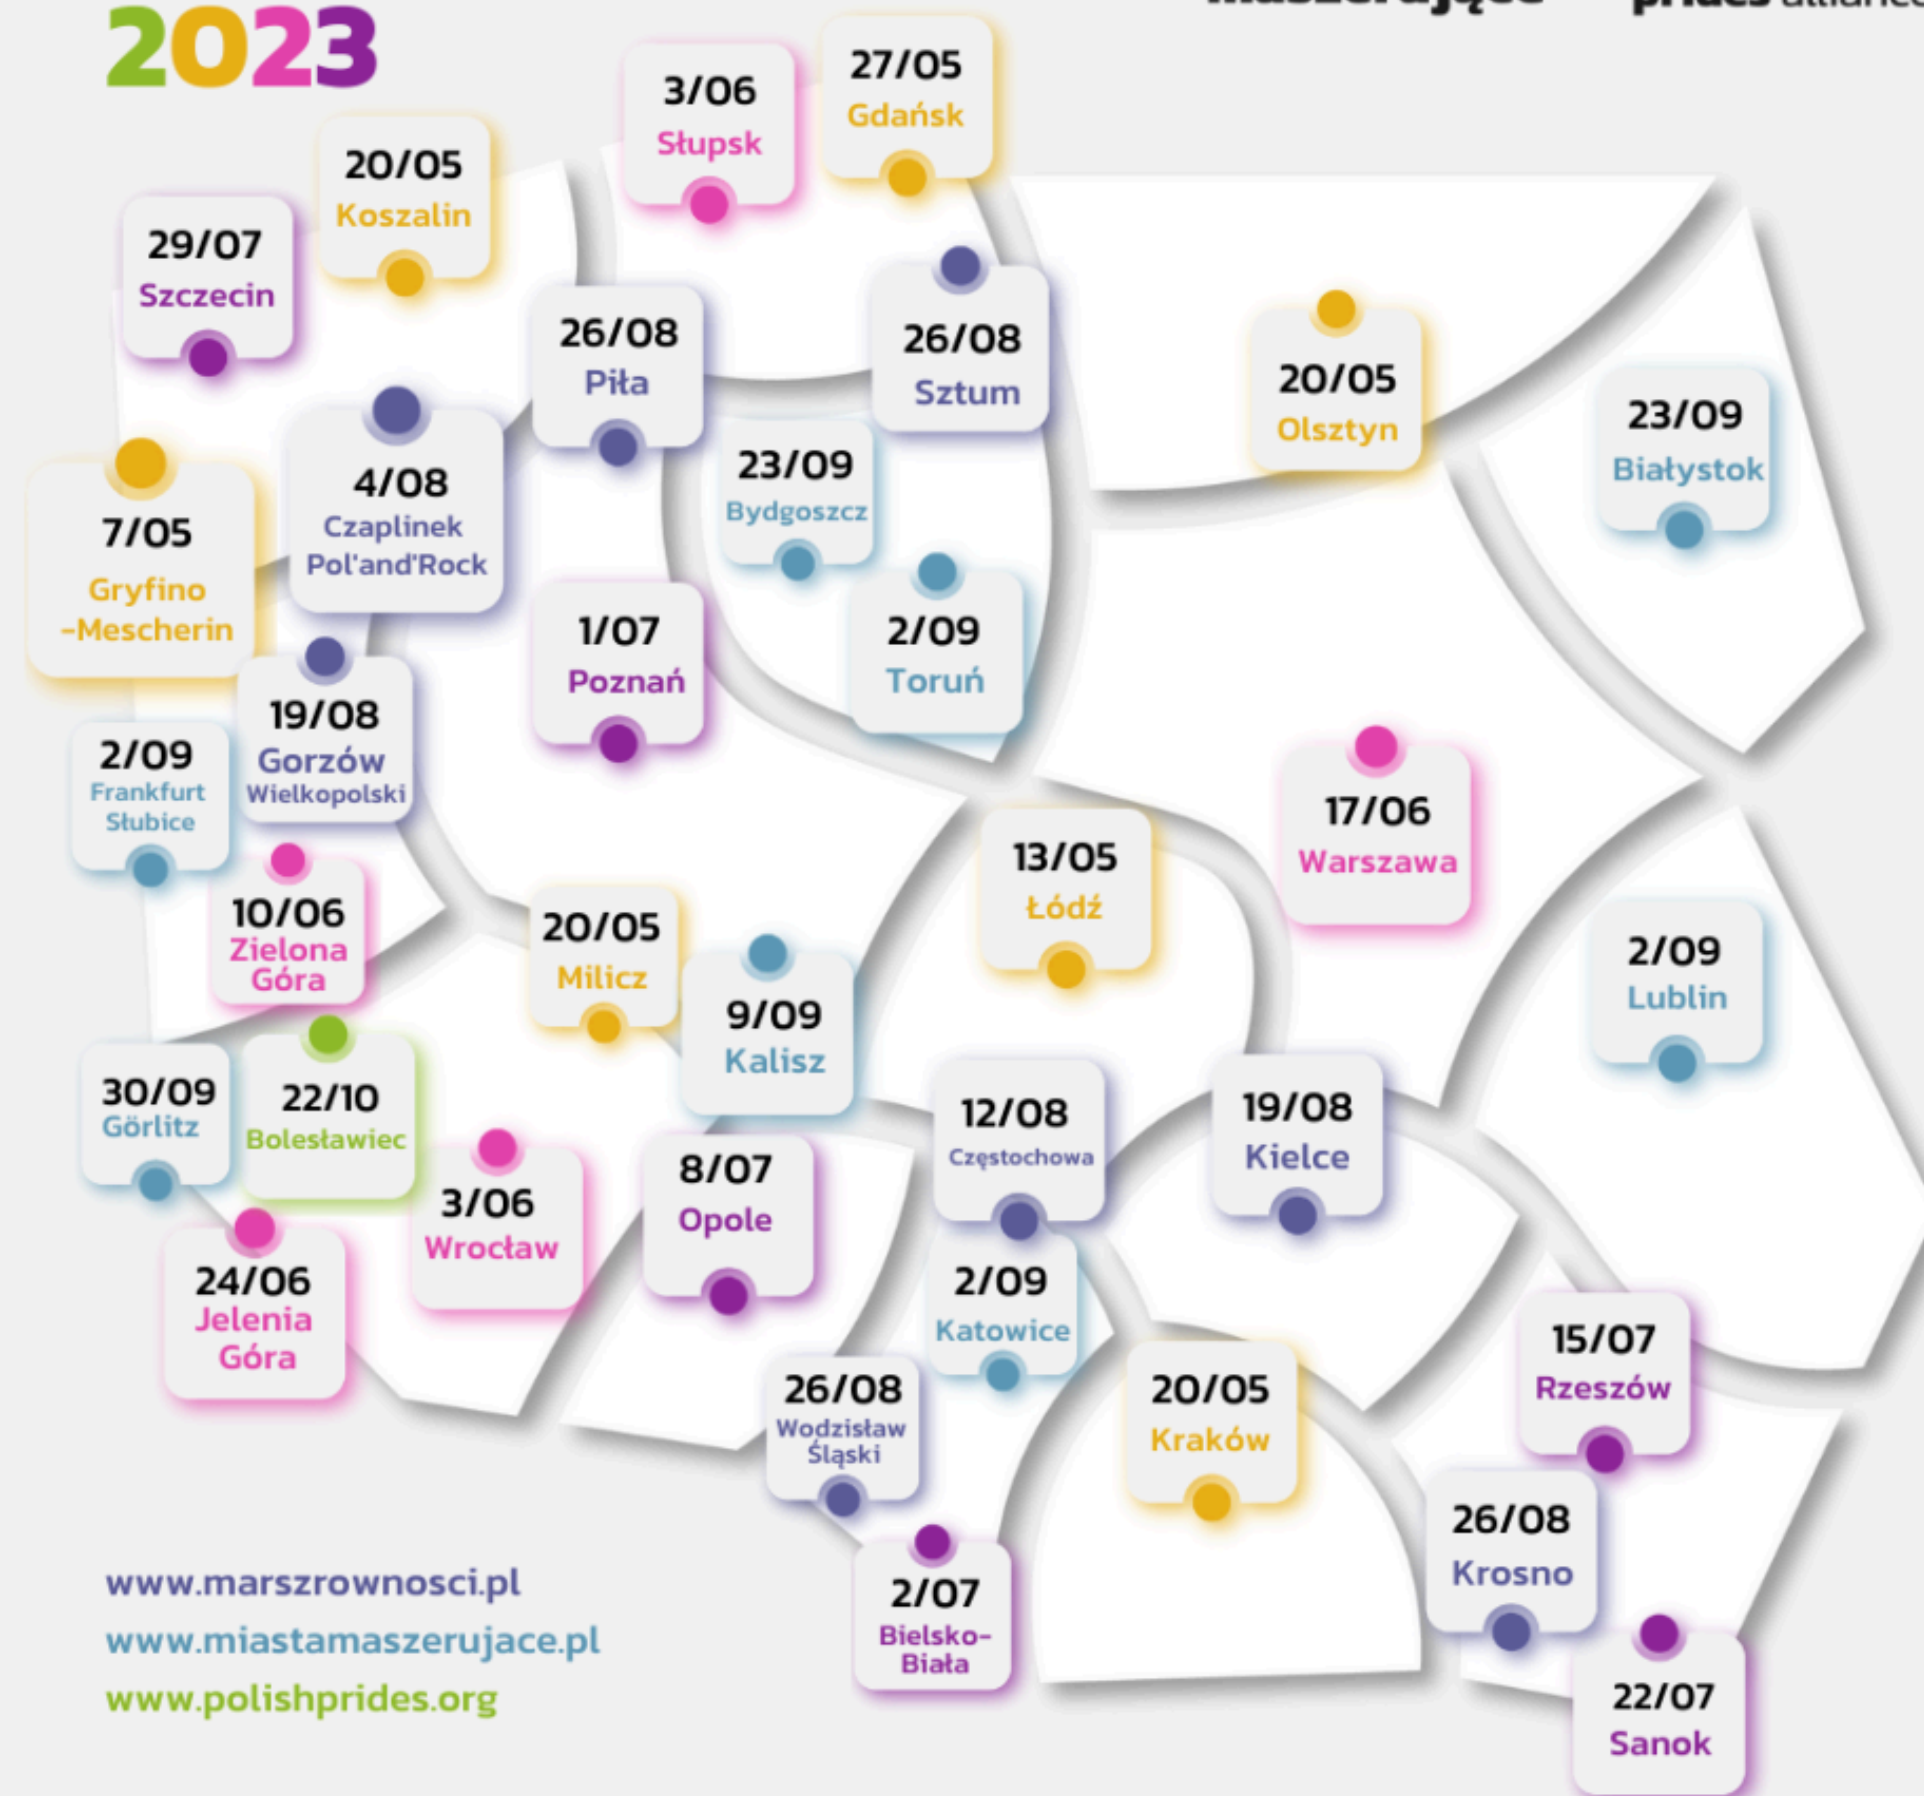 2023
maszerujące
prides alliance
3/06
Słupsk
27/05
Gdańsk
20/05
Koszalin
29/07
Szczecin
26/08
Piła
26/08
Sztum
20/05
Olsztyn
23/09
Białystok
4/08
Czaplinek
Pol'and'Rock
23/09
Bydgoszcz
7/05
Gryfino
-Mescherin
1/07
Poznań
2/09
Toruń
19/08
Gorzów
Wielkopolski
2/09
Frankfurt
Słubice
17/06
Warszawa
13/05
Łódź
10/06
Zielona
Góra
20/05
Milicz
9/09
Kalisz
2/09
Lublin
30/09
Görlitz
22/10
Bolesławiec
12/08
Częstochowa
19/08
Kielce
3/06
Wrocław
8/07
Opole
24/06
Jelenia
Góra
2/09
Katowice
15/07
Rzeszów
26/08
Wodzisław
Śląski
20/05
Kraków
26/08
Krosno
2/07
Bielsko-
Biała
22/07
Sanok
www.marszrownosci.pl
www.miastamaszerujace.pl
www.polishprides.org